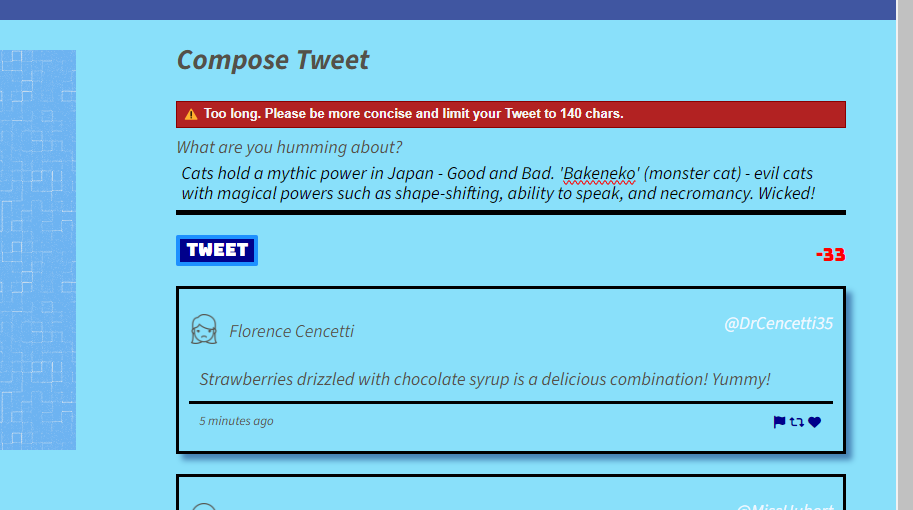 Compose Tweet
⚠ Too long. Please be more concise and limit your Tweet to 140 chars.
What are you humming about?
Cats hold a mythic power in Japan - Good and Bad. 'Bakeneko' (monster cat) - evil cats
with magical powers such as shape-shifting, ability to speak, and necromancy. Wicked!
TWEET
-33
Florence Cencetti
@DrCencetti35
Strawberries drizzled with chocolate syrup is a delicious combination! Yummy!
5 minutes ago